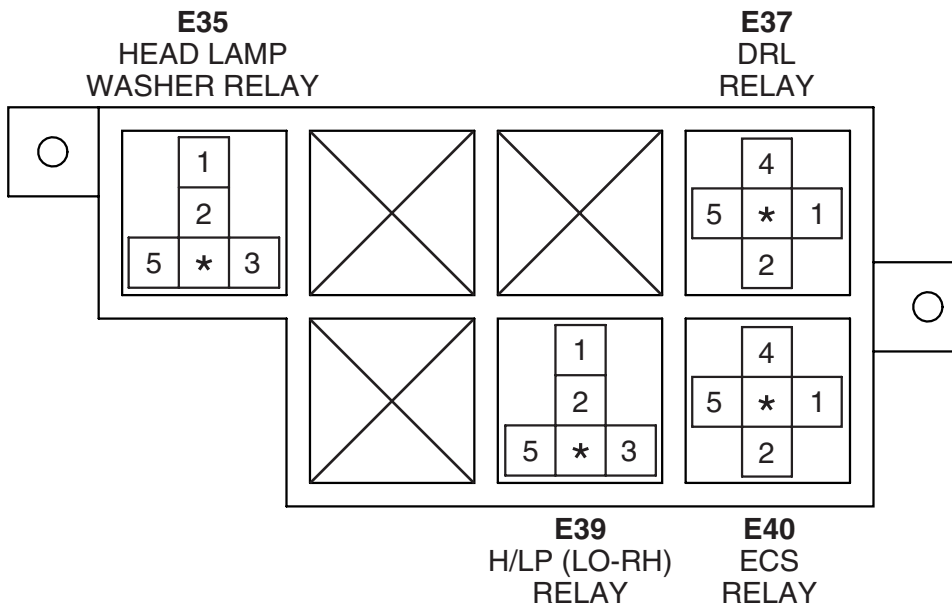 E35
HEAD LAMP
WASHER RELAY
E37
DRL
RELAY
1
2
5 * 3
4
5 * 1
2
1
2
5 * 3
4
5 * 1
2
E39
H/LP (LO-RH)
RELAY
E40
ECS
RELAY